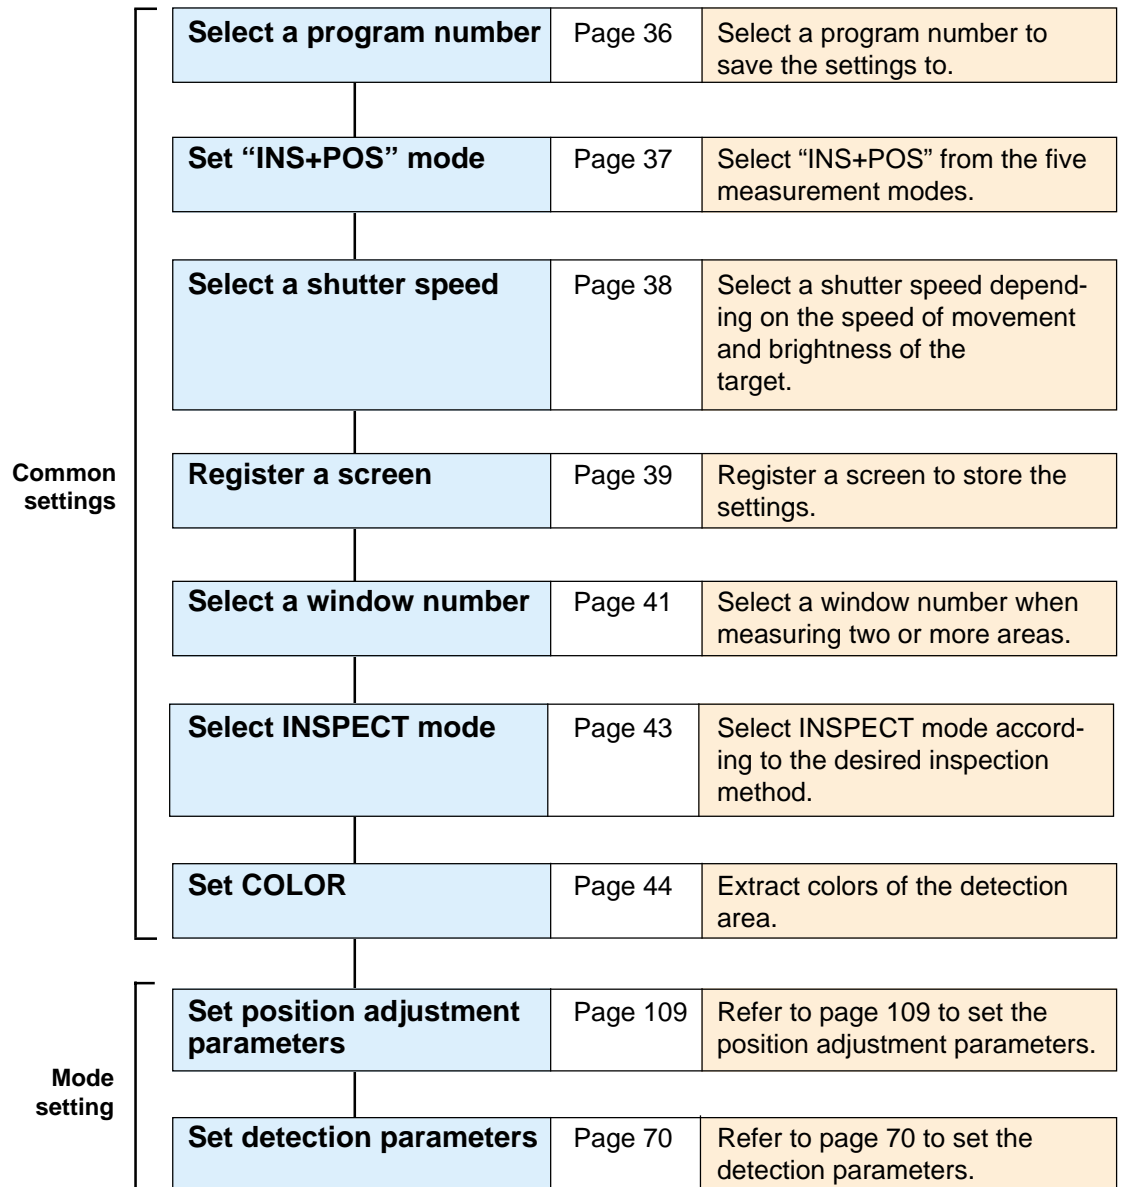 Select a program number
Page 36
Select a program number to
save the settings to.
Set “INS+POS” mode
Page 37
Select “INS+POS” from the five
measurement modes.
Select a shutter speed
Page 38
Select a shutter speed depend-
ing on the speed of movement
and brightness of the
target.
Common
settings
Register a screen
Page 39
Register a screen to store the
settings.
Select a window number
Page 41
Select a window number when
measuring two or more areas.
Select INSPECT mode
Page 43
Select INSPECT mode accord-
ing to the desired inspection
method.
Set COLOR
Page 44
Extract colors of the detection
area.
Mode
setting
Set position adjustment
parameters
Page 109
Refer to page 109 to set the
position adjustment parameters.
Set detection parameters
Page 70
Refer to page 70 to set the
detection parameters.